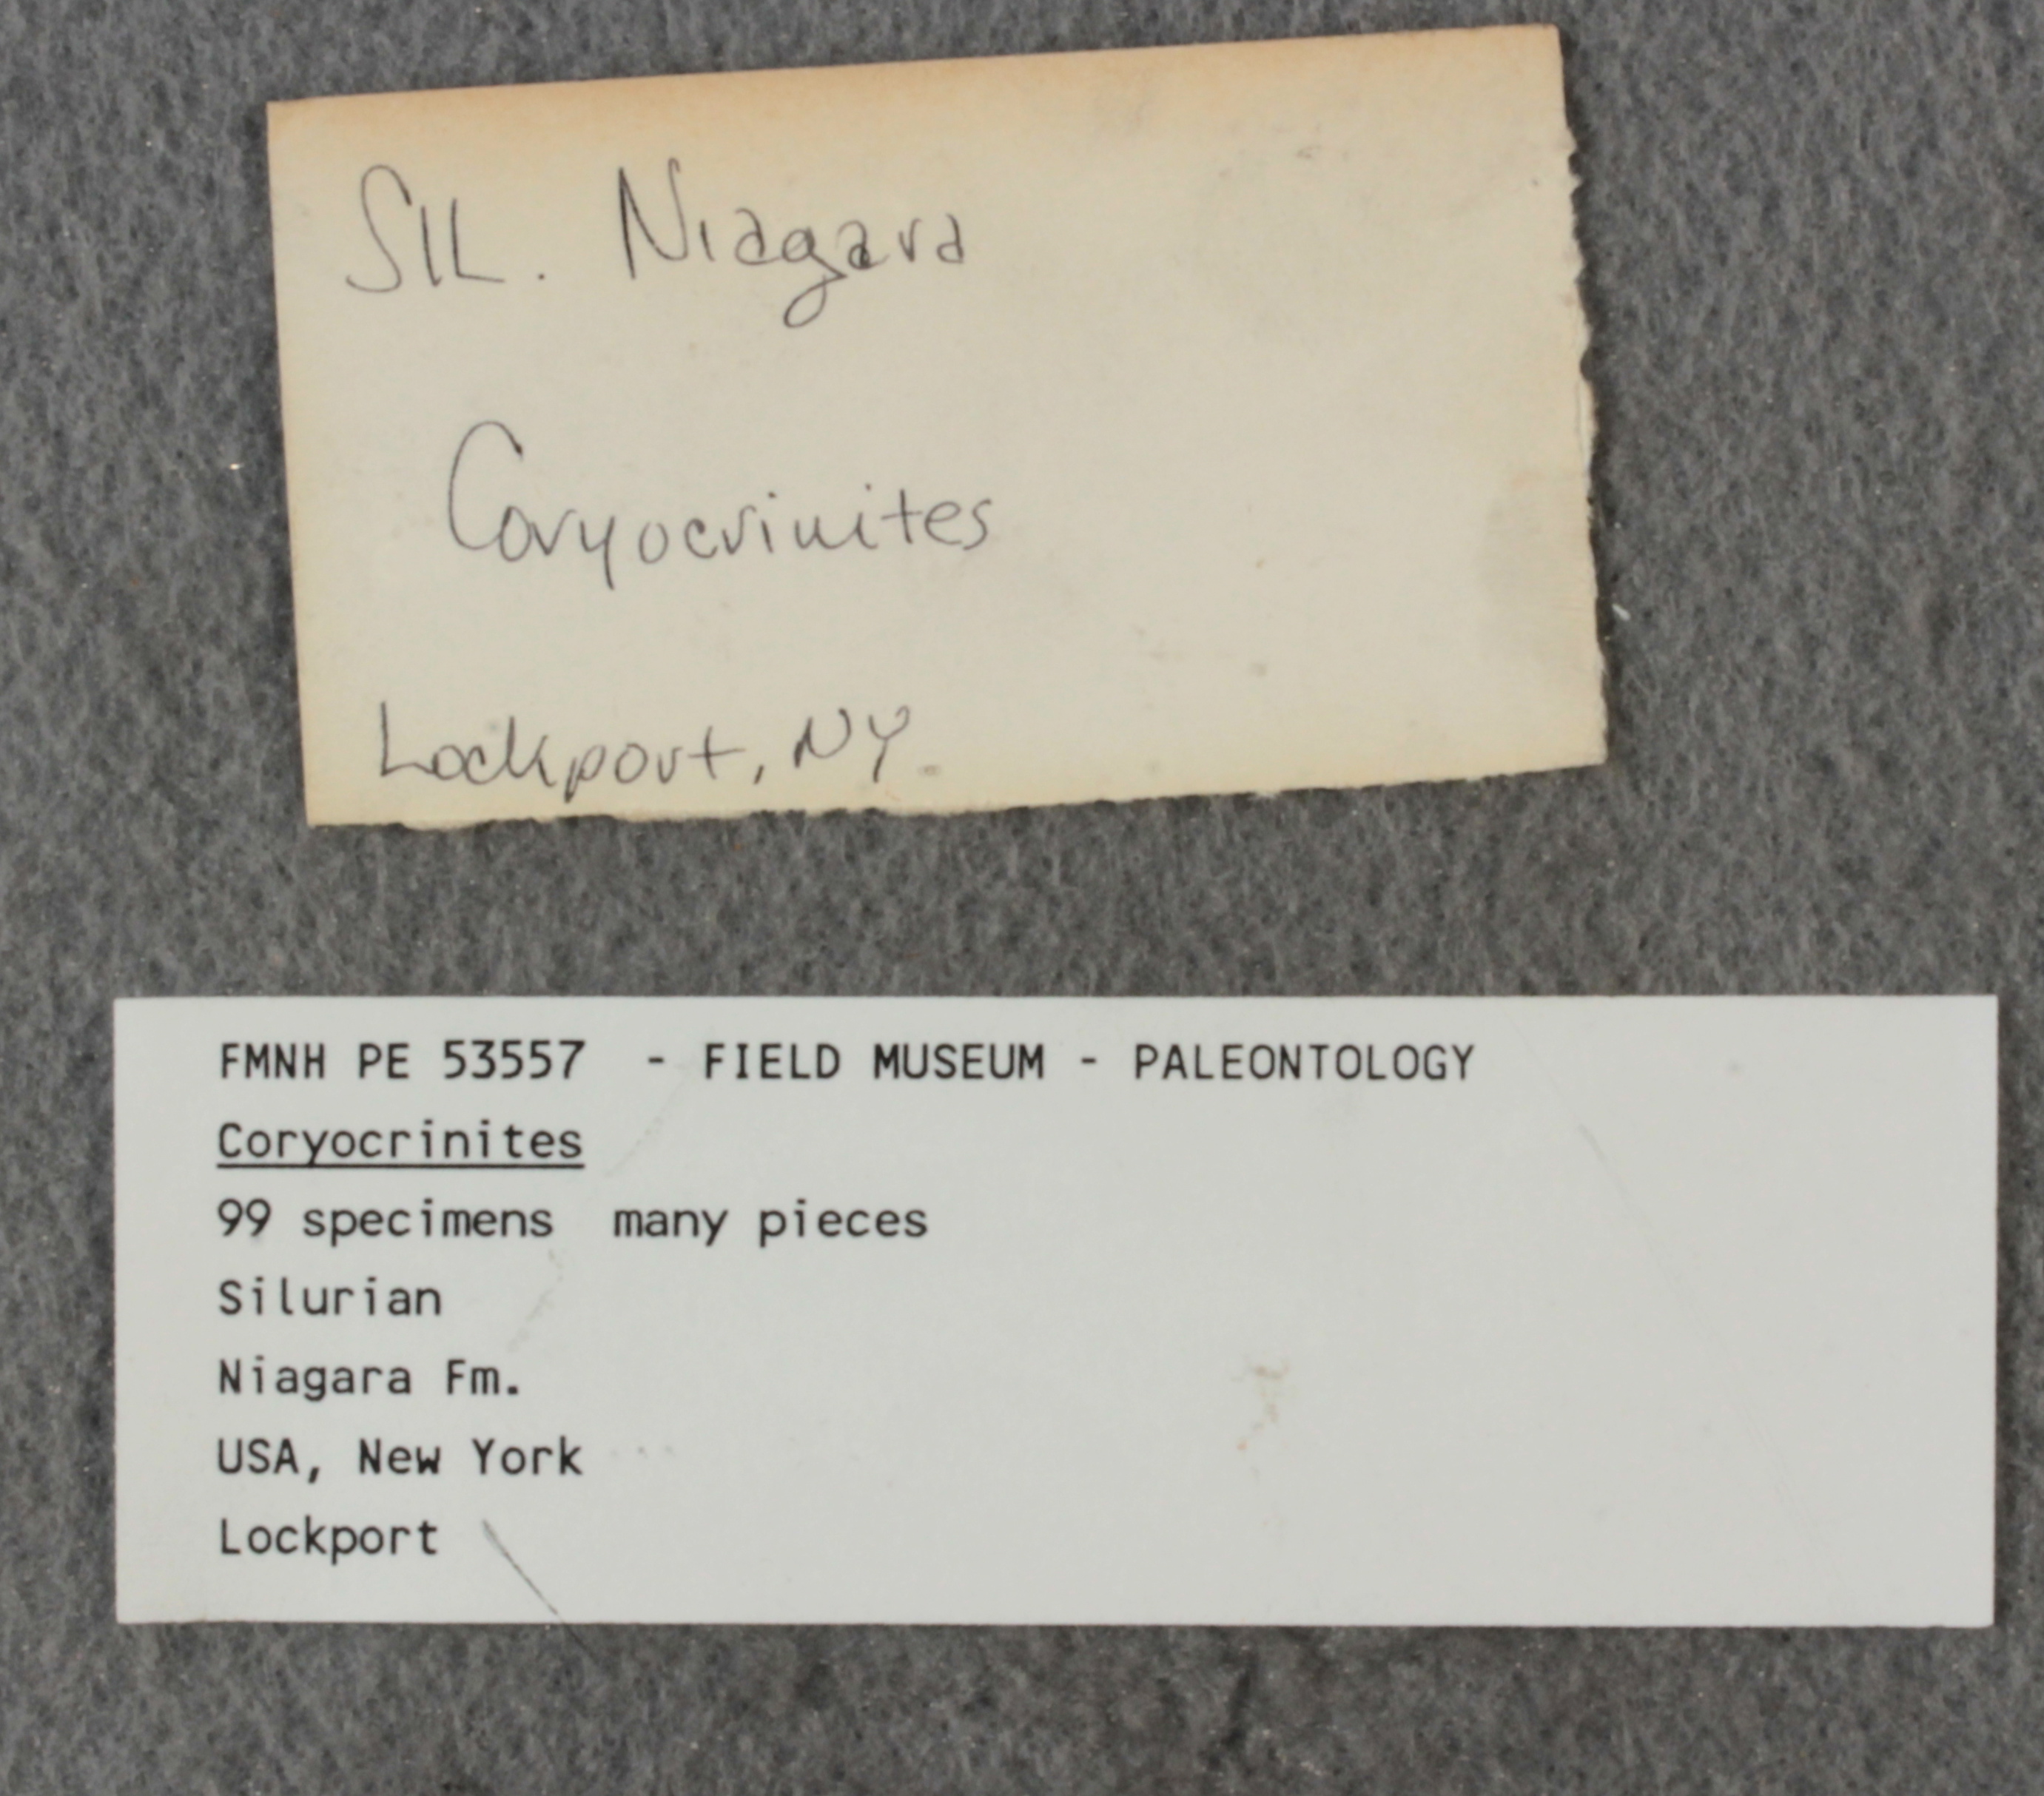 SIL. Niagara
Coryocrinites
Lockport, NY.
FMNH PE 53557 - FIELD MUSEUM - PALEONTOLOGY
Coryocrinites
99 specimens many pieces
Silurian
Niagara Fm.
USA, New York
Lockport